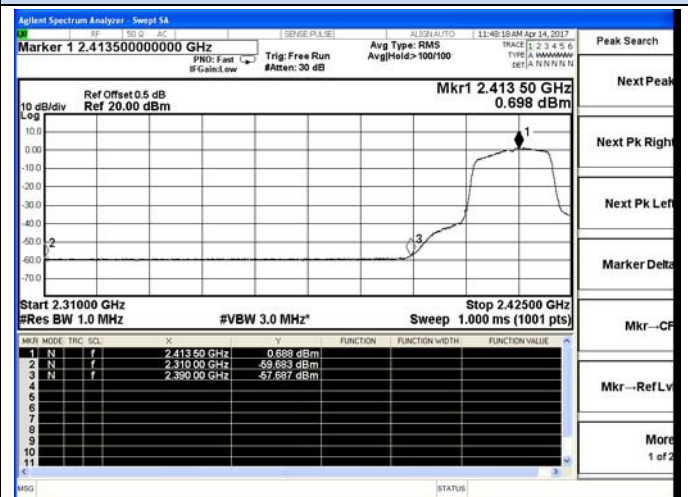 Agilent Spectrum Analyzer - Swept SA
RF 50 Ω AC SENSE:PULSE ALIGNAUTO 11:48:18 AM Apr 14, 2017
Marker 1 2.413500000000 GHz
PNO: Fast
IFGain:Low
Trig: Free Run
#Atten: 30 dB
Avg Type: RMS
Avg|Hold:>100/100
TRACE 1 2 3 4 5 6
TYPE A WWWWW
DET A N N N N N
Peak Search
Ref Offset 0.5 dB
Ref 20.00 dBm
10 dB/div
Log
Mkr1 2.413 50 GHz
0.698 dBm
10.0
0.00
-10.0
-20.0
-30.0
-40.0
-50.0
-60.0
-70.0
1
2
3
Start 2.31000 GHz
Stop 2.42500 GHz
#Res BW 1.0 MHz
#VBW 3.0 MHz*
Sweep 1.000 ms (1001 pts)
MKR MODE TRC SCL X Y FUNCTION FUNCTION WIDTH FUNCTION VALUE
1 N f 2.413 50 GHz 0.688 dBm
2 N f 2.310 00 GHz -59.683 dBm
3 N f 2.390 00 GHz -57.687 dBm
4
5
6
7
8
9
10
11
MSG
STATUS
Next Peak
Next Pk Right
Next Pk Left
Marker Delta
Mkr→CF
Mkr→Ref Lvl
More
1 of 2